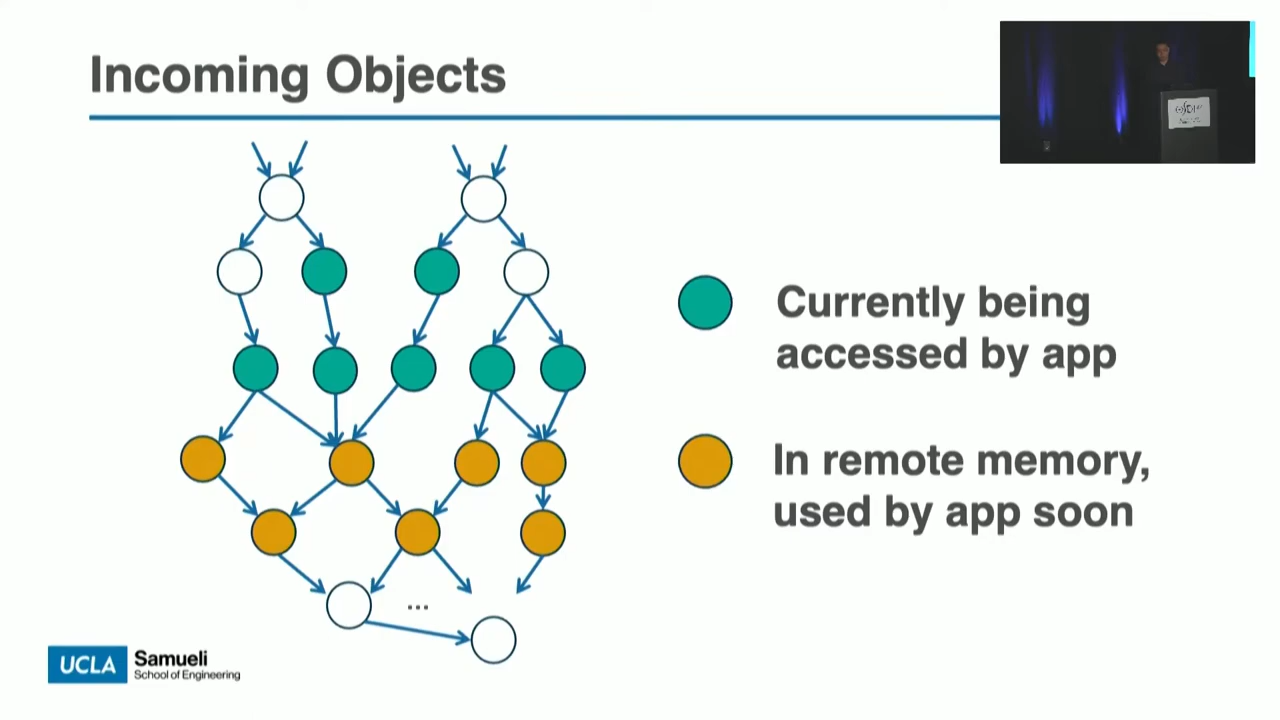 Incoming Objects
Currently being
accessed by app
In remote memory,
used by app soon
...
UCLA
Samueli
School of Engineering